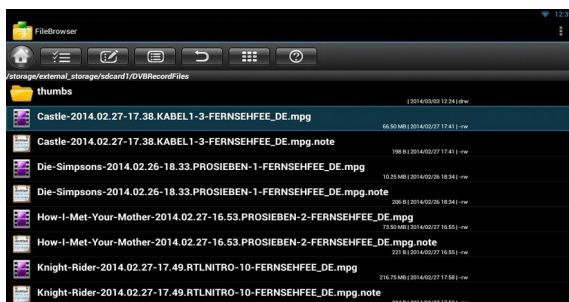 12:3
FileBrowser
/storage/external_storage/sdcard1/DVBRecordFiles
thumbs
| 2014/03/03 12:24 | drw
Castle-2014.02.27-17.38.KABEL1-3-FERNSEHFEE_DE.mpg
66.50 MB | 2014/02/27 17:41 | -rw
Castle-2014.02.27-17.38.KABEL1-3-FERNSEHFEE_DE.mpg.note
198 B | 2014/02/27 17:41 | -rw
Die-Simpsons-2014.02.26-18.33.PROSIEBEN-1-FERNSEHFEE_DE.mpg
10.25 MB | 2014/02/26 18:34 | -rw
Die-Simpsons-2014.02.26-18.33.PROSIEBEN-1-FERNSEHFEE_DE.mpg.note
206 B | 2014/02/26 18:34 | -rw
How-I-Met-Your-Mother-2014.02.27-16.53.PROSIEBEN-2-FERNSEHFEE_DE.mpg
73.50 MB | 2014/02/27 16:55 | -rw
How-I-Met-Your-Mother-2014.02.27-16.53.PROSIEBEN-2-FERNSEHFEE_DE.mpg.note
221 B | 2014/02/27 16:55 | -rw
Knight-Rider-2014.02.27-17.49.RTLNITRO-10-FERNSEHFEE_DE.mpg
216.75 MB | 2014/02/27 17:58 | -rw
Knight-Rider-2014.02.27-17.49.RTLNITRO-10-FERNSEHFEE_DE.mpg.note